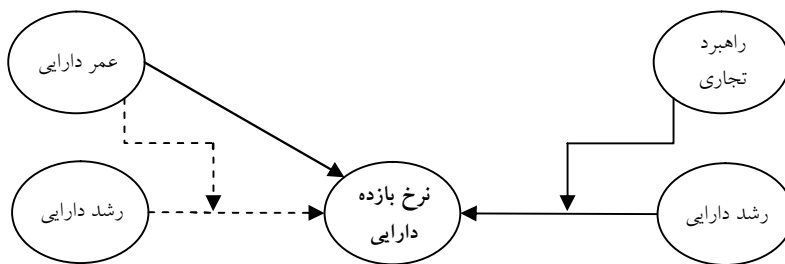 راهبرد
تجاری
عمر دارایی
نرخ بازده
دارایی
رشد دارایی
رشد دارایی